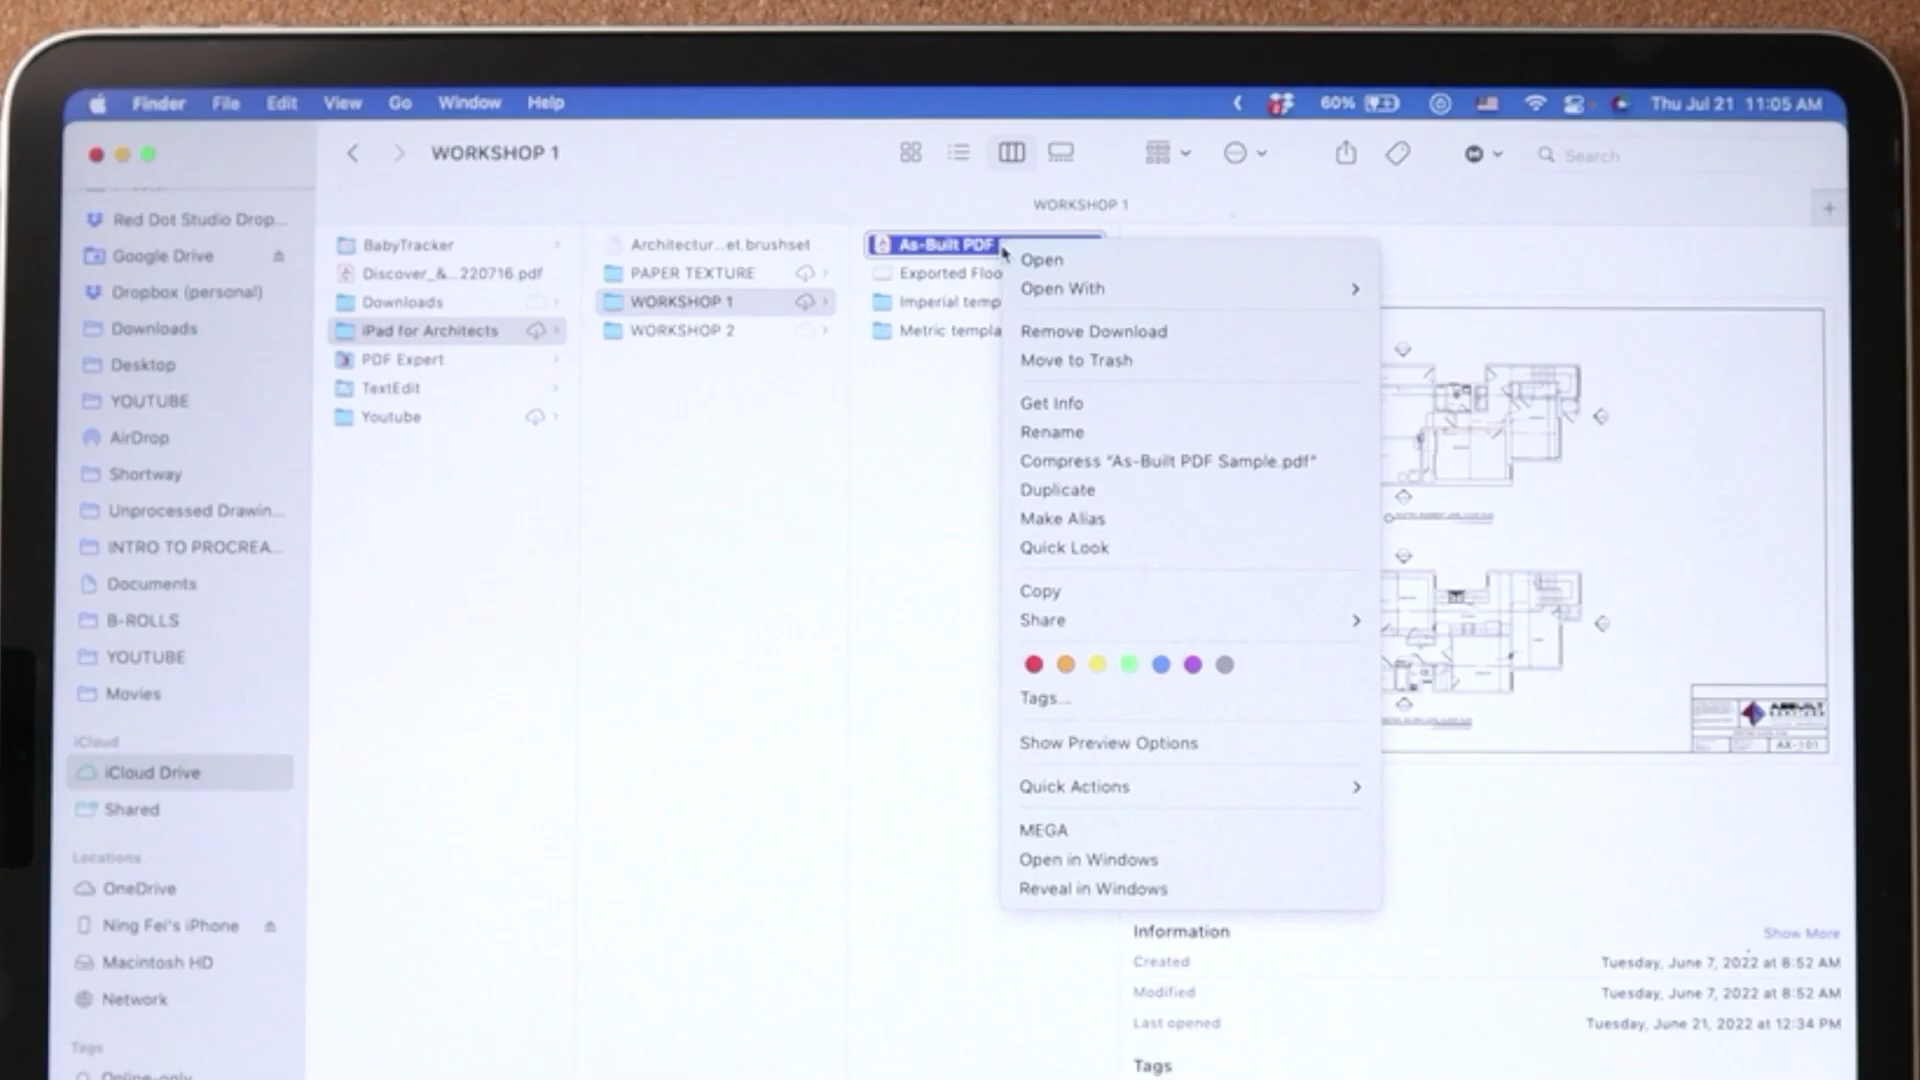 Finder File Edit View Go Window Help 60% Thu Jul 21 11:05 AM
WORKSHOP 1
Search
WORKSHOP 1
Red Dot Studio Drop...
Google Drive
Dropbox (personal)
Downloads
Desktop
YOUTUBE
AirDrop
Shortway
Unprocessed Drawin...
INTRO TO PROCREA...
Documents
B-ROLLS
YOUTUBE
Movies
iCloud
iCloud Drive
Shared
Locations
OneDrive
Ning Fei's iPhone
Macintosh HD
Network
Tags
Online-only
BabyTracker
Discover_&...220716.pdf
Downloads
iPad for Architects
PDF Expert
TextEdit
Youtube
Architectur...et.brushset
PAPER TEXTURE
WORKSHOP 1
WORKSHOP 2
As-Built PDF
Exported Floo
Imperial temp
Metric templa
Open
Open With
Remove Download
Move to Trash
Get Info
Rename
Compress "As-Built PDF Sample.pdf"
Duplicate
Make Alias
Quick Look
Copy
Share
Tags...
Show Preview Options
Quick Actions
MEGA
Open in Windows
Reveal in Windows
AX-101
Information Show More
Created Tuesday, June 7, 2022 at 8:52 AM
Modified Tuesday, June 7, 2022 at 8:52 AM
Last opened Tuesday, June 21, 2022 at 12:34 PM
Tags